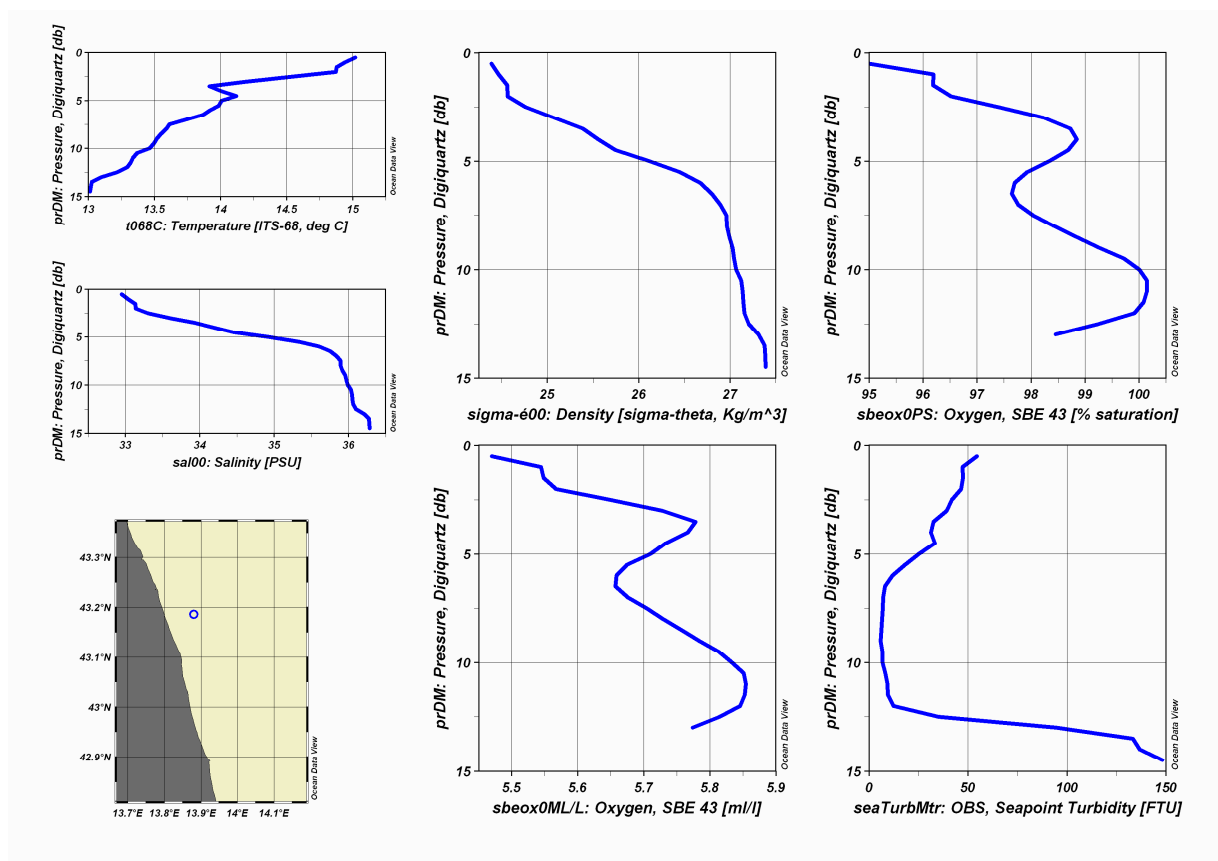 prDM: Pressure, Digiquartz [db]
0
5
10
15
13
13.5
14
14.5
15
t068C: Temperature [ITS-68, deg C]
Ocean Data View
prDM: Pressure, Digiquartz [db]
0
5
10
15
33
34
35
36
sal00: Salinity [PSU]
Ocean Data View
43.3°N
43.2°N
43.1°N
43°N
42.9°N
13.7°E
13.8°E
13.9°E
14°E
14.1°E
Ocean Data View
prDM: Pressure, Digiquartz [db]
0
5
10
15
25
26
27
sigma-é00: Density [sigma-theta, Kg/m^3]
prDM: Pressure, Digiquartz [db]
0
5
10
15
95
96
97
98
99
100
sbeox0PS: Oxygen, SBE 43 [% saturation]
Ocean Data View
prDM: Pressure, Digiquartz [db]
0
5
10
15
5.5
5.6
5.7
5.8
5.9
sbeox0ML/L: Oxygen, SBE 43 [ml/l]
Ocean Data View
prDM: Pressure, Digiquartz [db]
0
5
10
15
0
50
100
150
seaTurbMtr: OBS, Seapoint Turbidity [FTU]
Ocean Data View